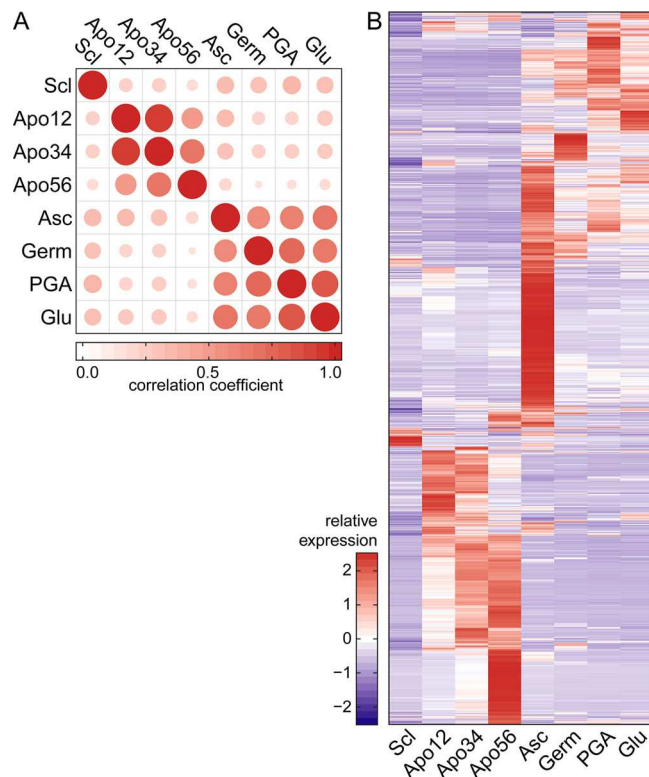 A
B
Scl Apo12 Apo34 Apo56 Asc Germ PGA Glu
Scl
Apo12
Apo34
Apo56
Asc
Germ
PGA
Glu
0.0 0.5 1.0
correlation coefficient
relative
expression
2
1
0
−1
−2
Scl Apo12 Apo34 Apo56 Asc Germ PGA Glu